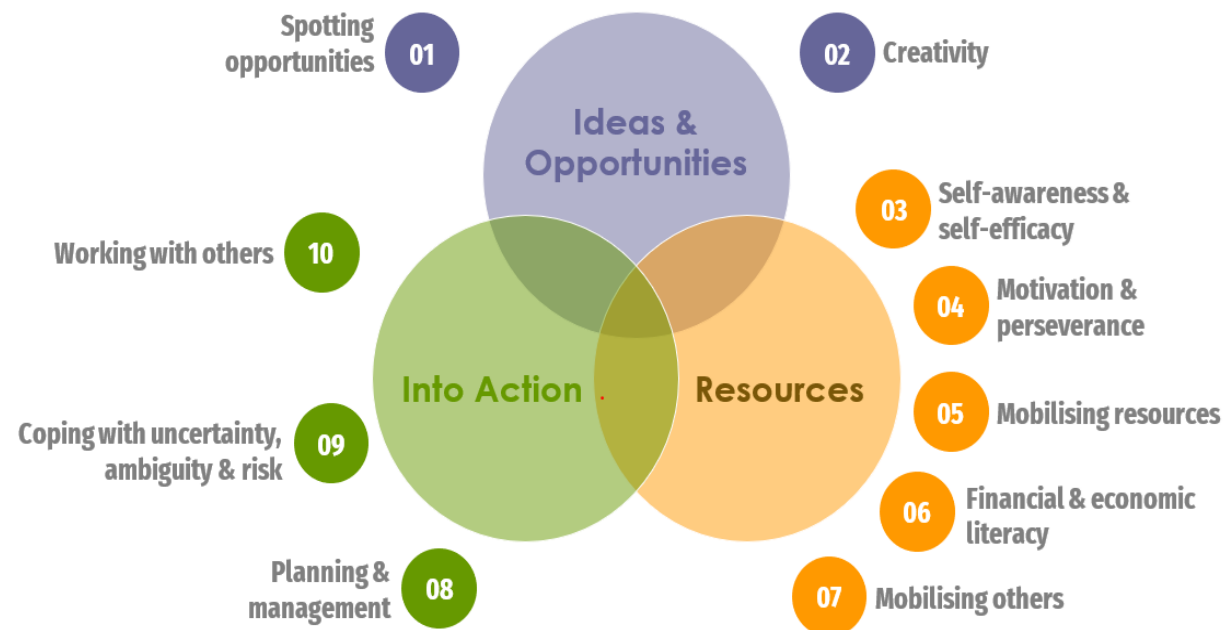 Spotting
opportunities
01
02
Creativity
Ideas &
Opportunities
03
Self-awareness &
self-efficacy
10
Working with others
04
Motivation &
perseverance
Into Action
Resources
05
Mobilising resources
09
Coping with uncertainty,
ambiguity & risk
06
Financial & economic
literacy
08
Planning &
management
07
Mobilising others